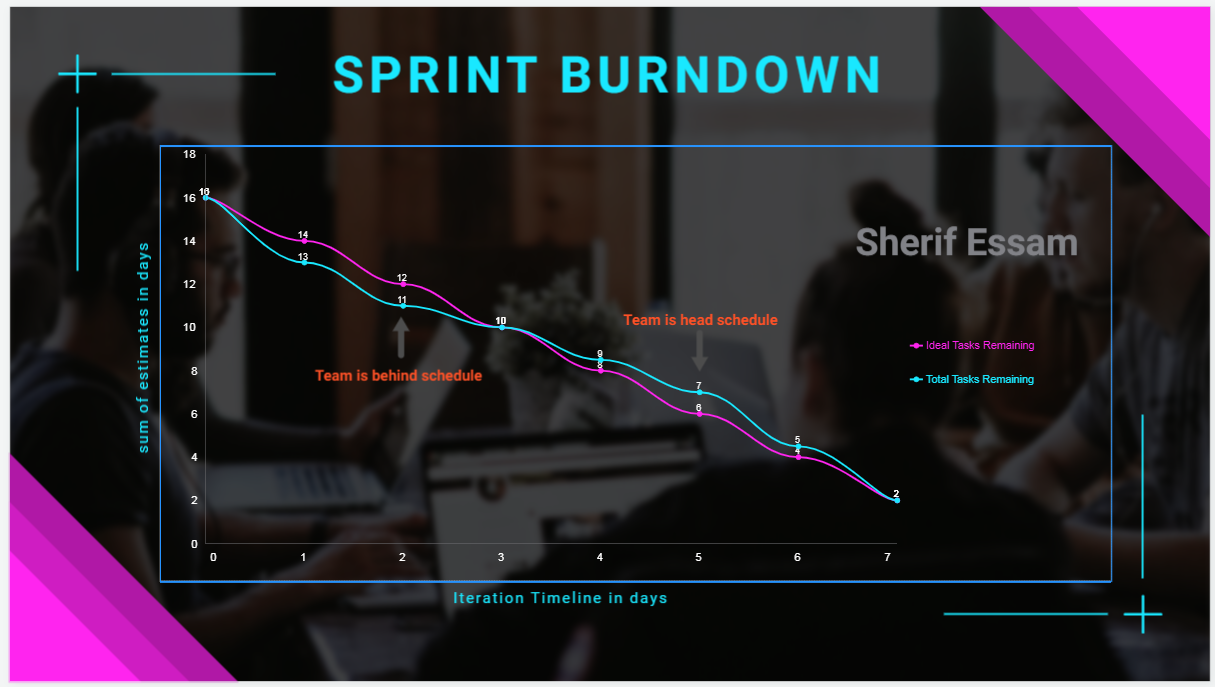 SPRINT BURNDOWN
Sherif Essam
sum of estimates in days
18
16
14
12
10
8
6
4
2
0
0 1 2 3 4 5 6 7
16
14
13
12
11
10
9
8
7
6
5
4
2
Team is behind schedule
Team is head schedule
Ideal Tasks Remaining
Total Tasks Remaining
Iteration Timeline in days